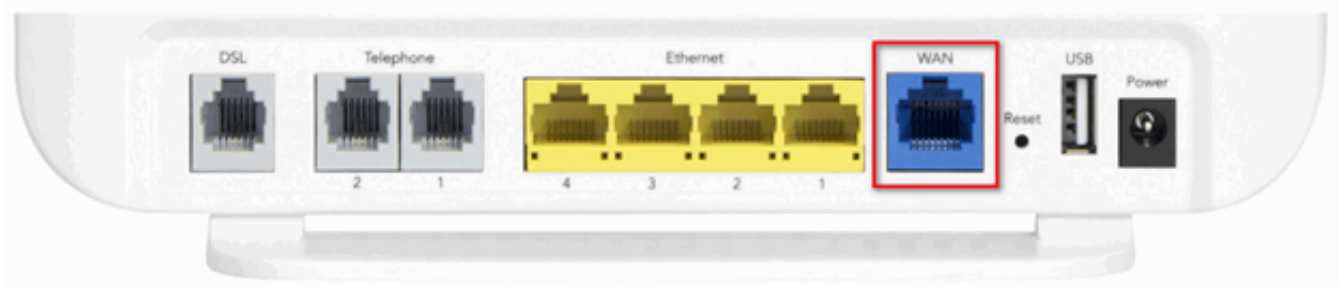 DSL
Telephone
Ethernet
WAN
USB
Power
Reset
2
1
4
3
2
1